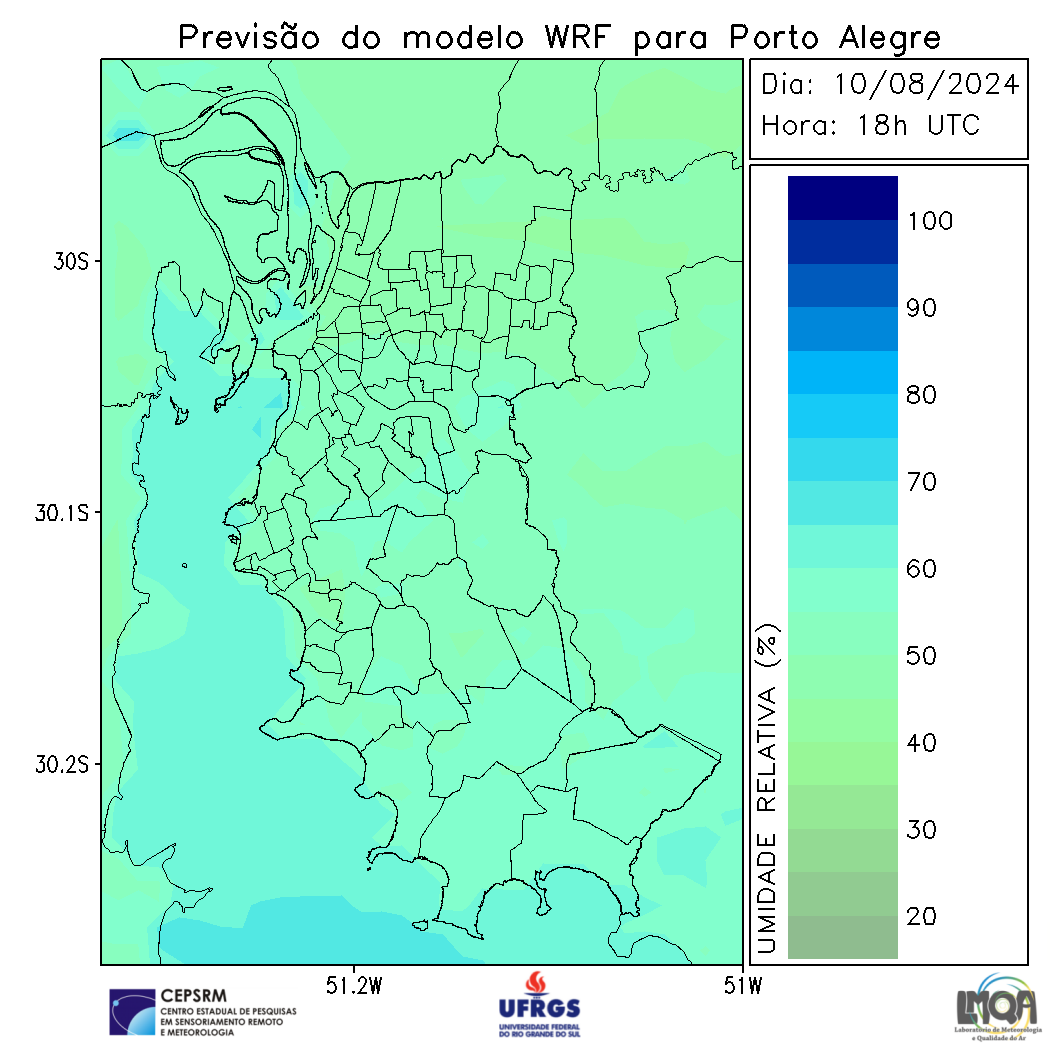 Previsão do modelo WRF para Porto Alegre
Dia: 10/08/2024
Hora: 18h UTC
100
90
80
70
60
50
40
30
20
UMIDADE RELATIVA (%)
30S
30.1S
30.2S
51.2W
51W
CEPSRM
CENTRO ESTADUAL DE PESQUISAS
EM SENSORIAMENTO REMOTO
E METEOROLOGIA
UFRGS
UNIVERSIDADE FEDERAL
DO RIO GRANDE DO SUL
LMQA
Laboratório de Meteorologia
e Qualidade do Ar